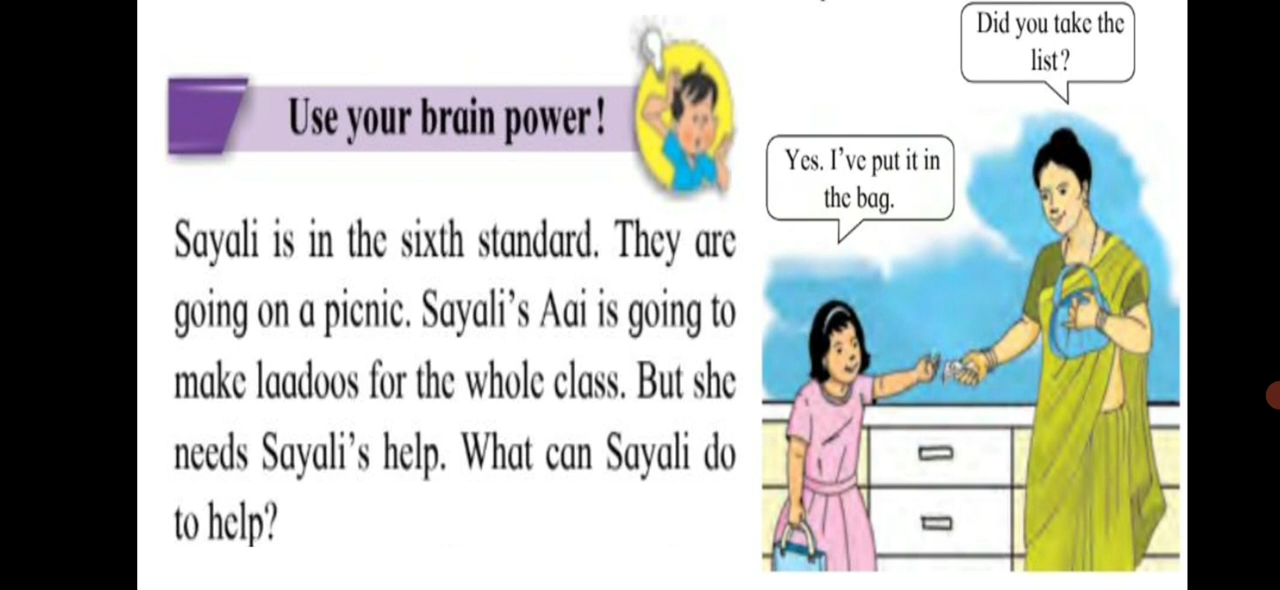 Did you take the
list?
Use your brain power!
Yes. I've put it in
the bag.
Sayali is in the sixth standard. They are
going on a picnic. Sayali's Aai is going to
make laadoos for the whole class. But she
needs Sayali's help. What can Sayali do
to help?